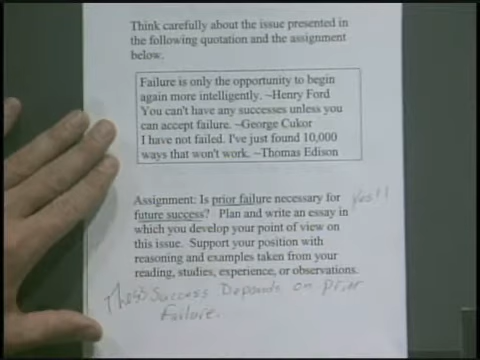 Think carefully about the issue presented in
the following quotation and the assignment
below.
Failure is only the opportunity to begin
again more intelligently. ~Henry Ford
You can't have any successes unless you
can accept failure. ~George Cukor
I have not failed. I've just found 10,000
ways that won't work. ~Thomas Edison
Assignment: Is prior failure necessary for
future success? Plan and write an essay in
which you develop your point of view on
this issue. Support your position with
reasoning and examples taken from your
reading, studies, experience, or observations.
Yes!!
Success Depends on Prior
Failure.